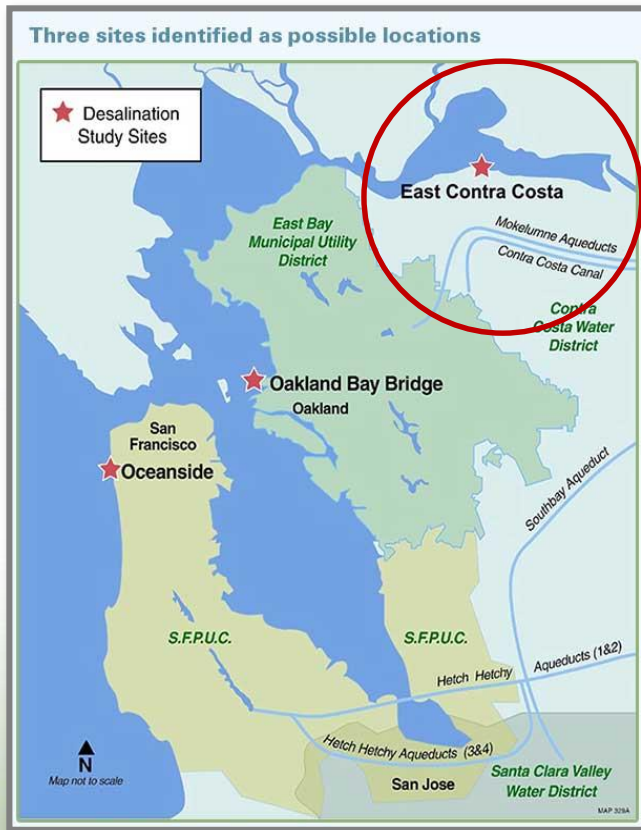 Three sites identified as possible locations
Desalination
Study Sites
East Contra Costa
East Bay
Municipal Utility
District
Mokelumne Aqueducts
Contra Costa Canal
Contra
Costa Water
District
Oakland Bay Bridge
Oakland
San
Francisco
Oceanside
Southbay Aqueduct
S.F.P.U.C.
S.F.P.U.C.
Hetch Hetchy Aqueducts (1&2)
Hetch Hetchy Aqueducts (3&4)
N
Map not to scale
San Jose
Santa Clara Valley
Water District
MAP 329A